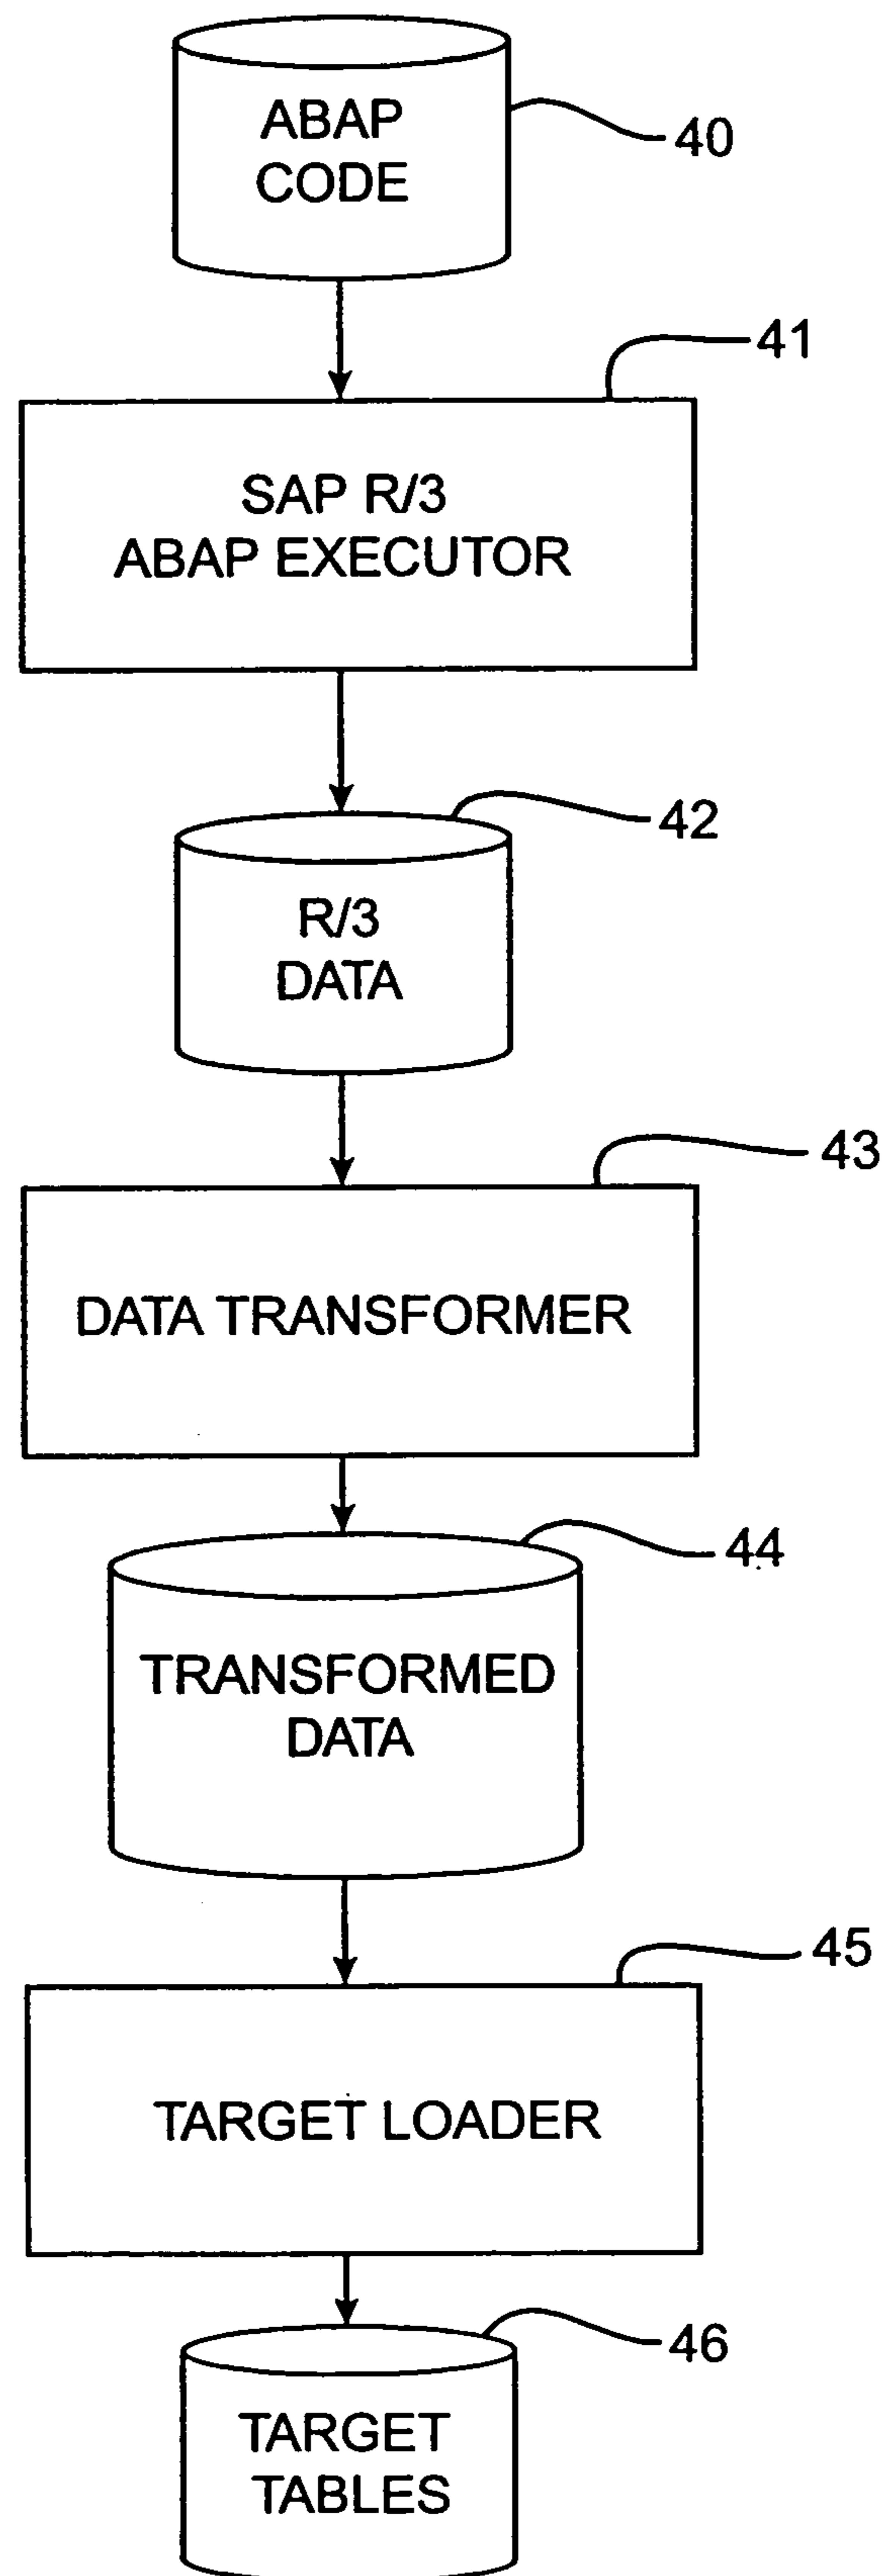 ABAP
CODE
40
41
SAP R/3
ABAP EXECUTOR
42
R/3
DATA
43
DATA TRANSFORMER
44
TRANSFORMED
DATA
45
TARGET LOADER
46
TARGET
TABLES